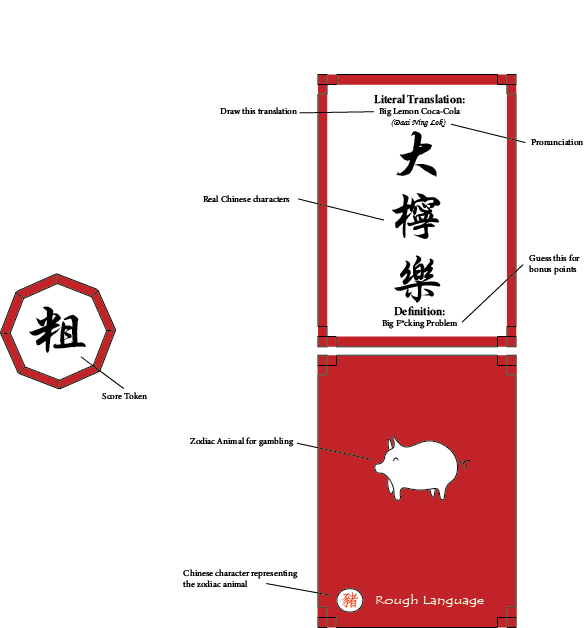 Literal Translation:
Draw this translation
Big Lemon Coca-Cola
(Daai Ning Lok)
Pronunciation
大
Real Chinese characters
檸
樂
Guess this for
bonus points
Definition:
Big F*cking Problem
粗
Score Token
Zodiac Animal for gambling
Chinese character representing
the zodiac animal
豬
Rough Language